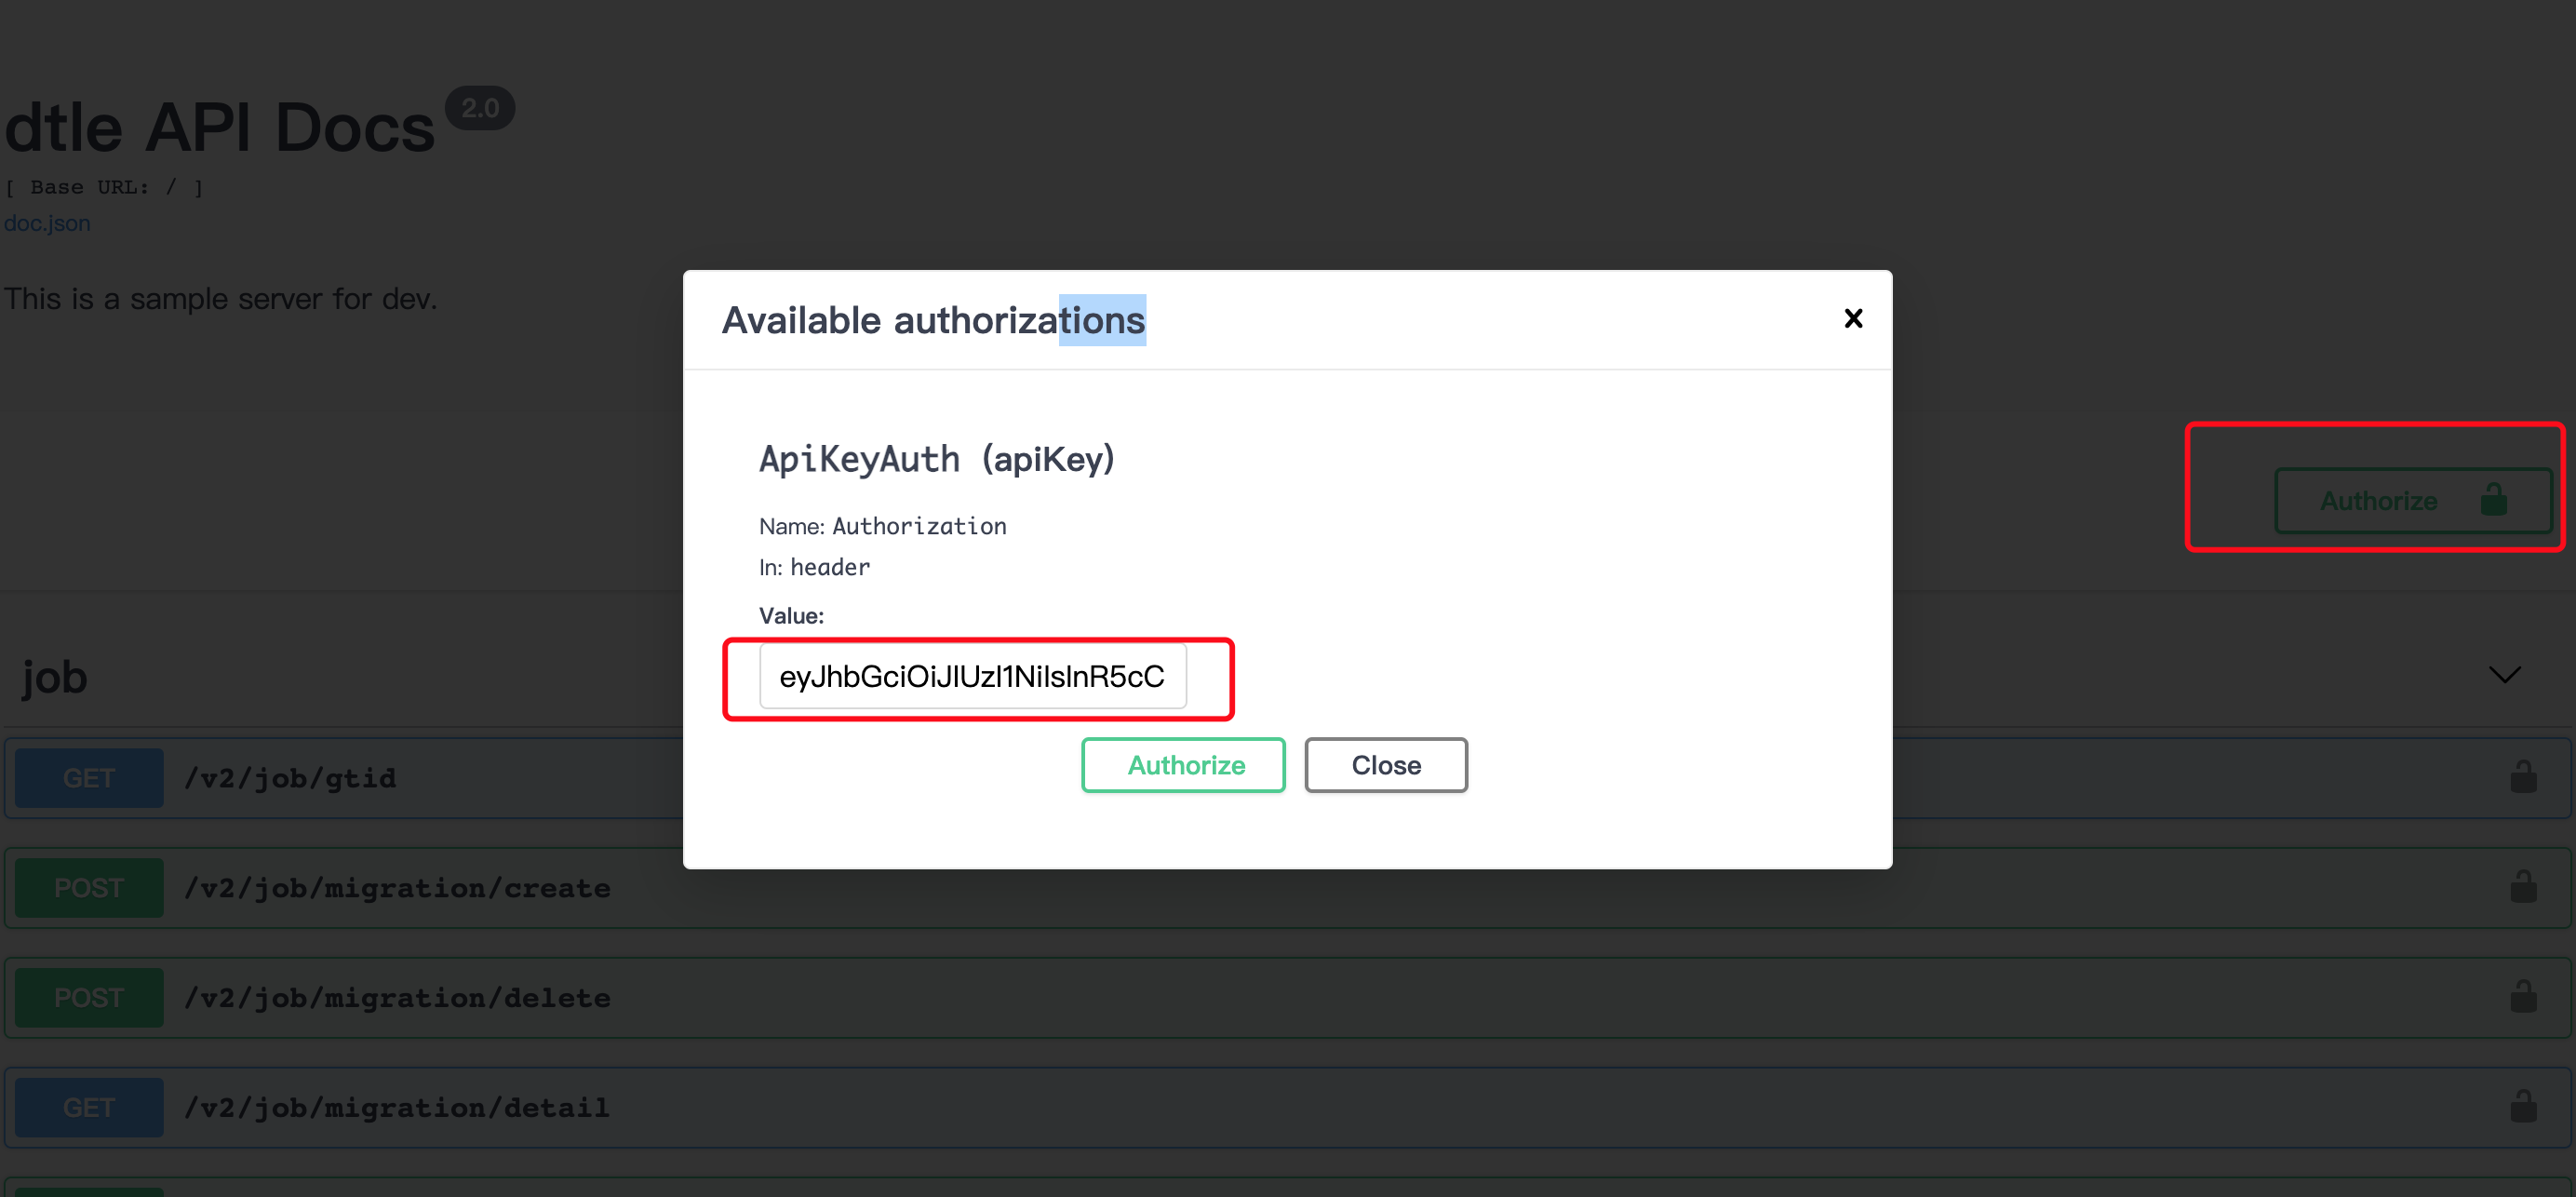 dtle API Docs 2.0
[ Base URL: / ]
doc.json
This is a sample server for dev.
Authorize
Available authorizations
ApiKeyAuth (apiKey)
Name: Authorization
In: header
Value:
eyJhbGciOiJIUzI1NiIsInR5cC
Authorize Close
job
GET /v2/job/gtid
POST /v2/job/migration/create
POST /v2/job/migration/delete
GET /v2/job/migration/detail